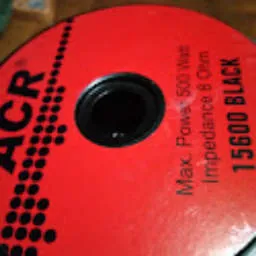 ACR®
Max. Power 500 Watt
Impedance 8 Ohm
15600 BLACK